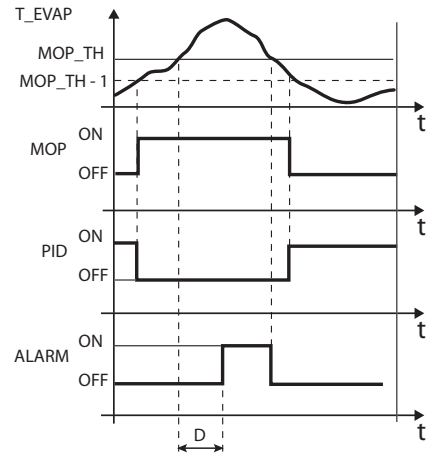 T_EVAP
MOP_TH
MOP_TH - 1
t
ON
MOP
OFF
t
ON
PID
OFF
t
ON
ALARM
OFF
t
D